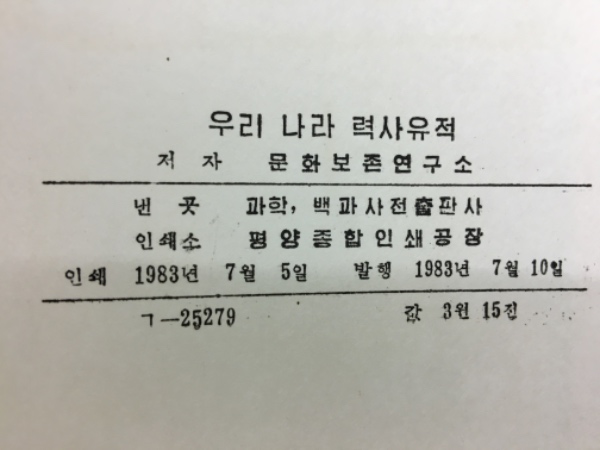 우리 나라 력사유적
저 자 문화보존연구소
낸 곳 과학, 백과사전출판사
인쇄소 평양종합인쇄공장
인쇄 1983년 7월 5일 발행 1983년 7월 10일
ㄱ—25279 값 3원 15전